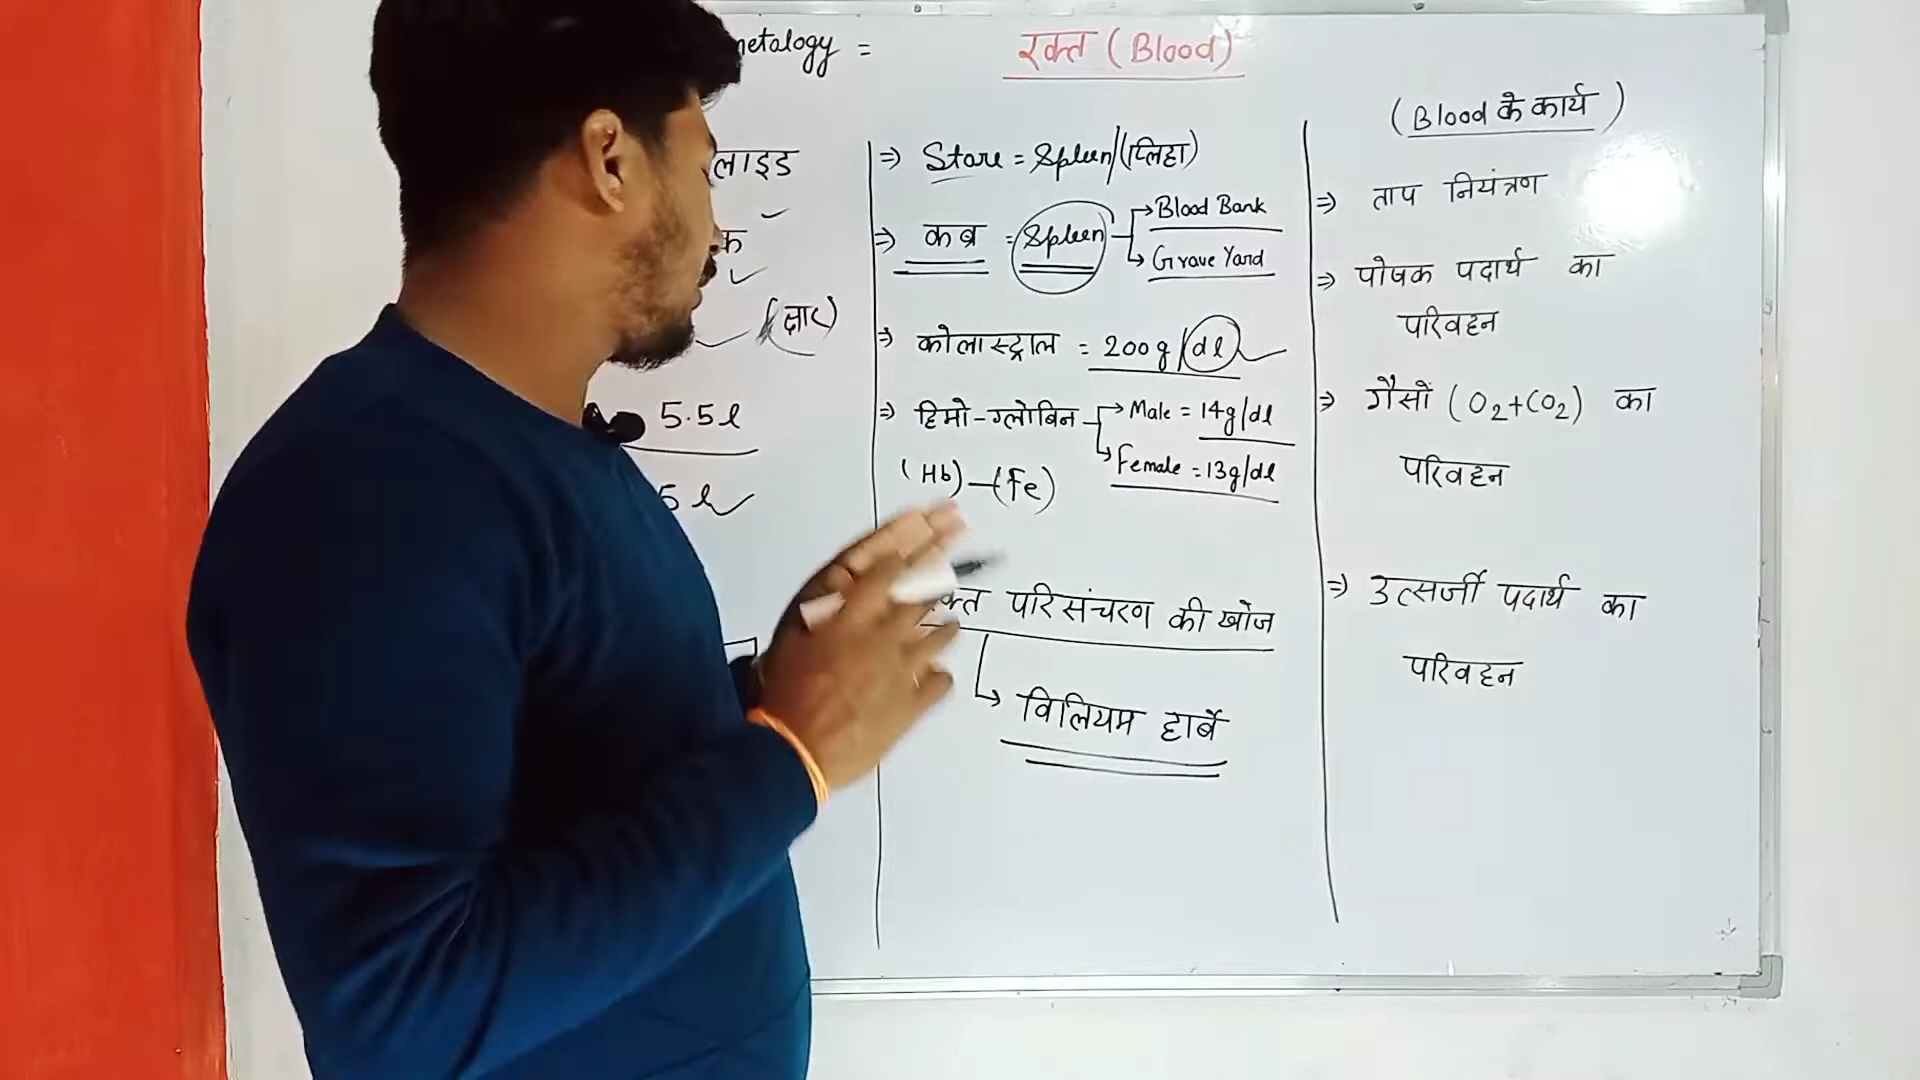 रक्त (Blood)
लाइड
(क्षार)
5.5l
5 l
⇒ Store = Spleen/(प्लिहा)
⇒ कब्र = Spleen → Blood Bank
→ Grave Yard
⇒ कोलास्ट्राल = 200g/dl
⇒ हिमो-ग्लोबिन → Male = 14g/dl
→ Female = 13g/dl
(Hb)-(Fe)
परिसंचरण की खोज
↳ विलियम हार्वे
(Blood के कार्य)
⇒ ताप नियंत्रण
⇒ पोषक पदार्थ का
परिवहन
⇒ गैसों (O₂+CO₂) का
परिवहन
⇒ उत्सर्जी पदार्थ का
परिवहन